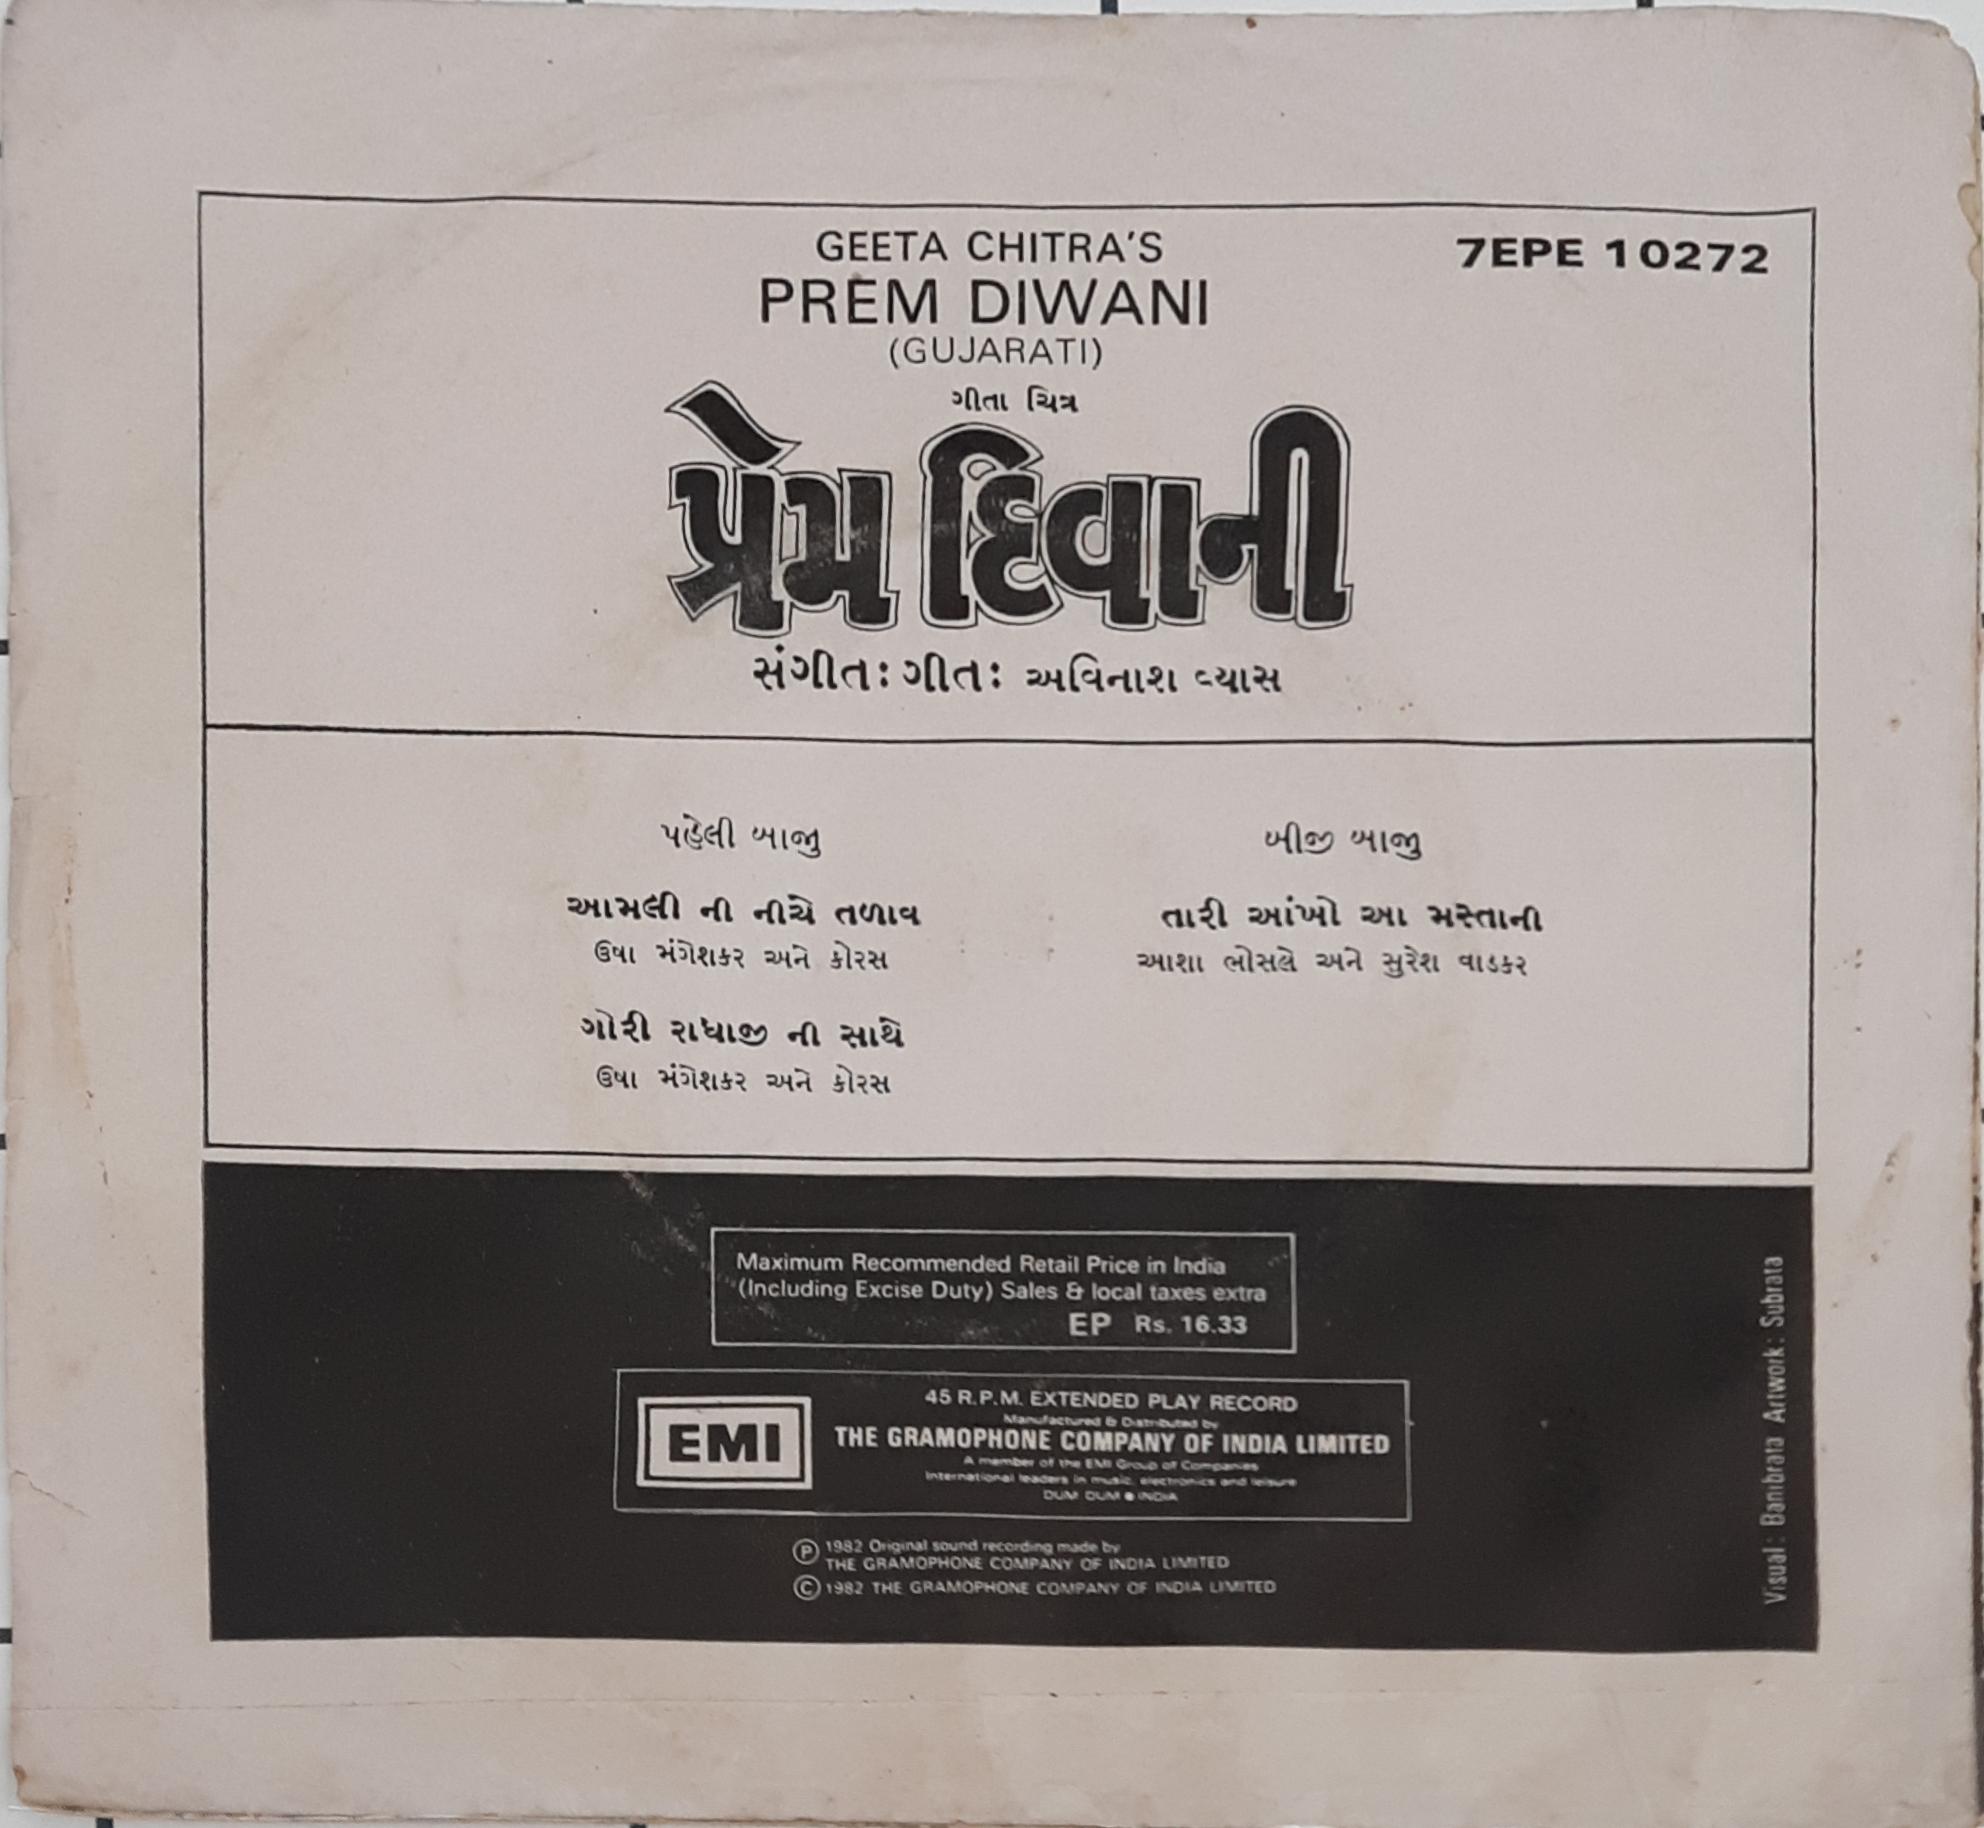 GEETA CHITRA'S
PREM DIWANI
(GUJARATI)
7EPE 10272
ગીતા ચિત્ર
પ્રેમ દિવાની
સંગીત: ગીત: અવિનાશ વ્યાસ
પહેલી બાજુ
આમલી ની નીચે તળાવ
ઉષા મંગેશકર અને કોરસ
ગોરી રાધાજી ની સાથે
ઉષા મંગેશકર અને કોરસ
બીજી બાજુ
તારી આંખો આ મસ્તાની
આશા ભોસલે અને સુરેશ વાડકર
Maximum Recommended Retail Price in India
(Including Excise Duty) Sales & local taxes extra
EP Rs. 16.33
EMI
45 R.P.M. EXTENDED PLAY RECORD
Manufactured & Distributed by
THE GRAMOPHONE COMPANY OF INDIA LIMITED
A member of the EMI Group of Companies
International leaders in music, electronics and leisure
DUM DUM ● INDIA
Ⓟ 1982 Original sound recording made by
THE GRAMOPHONE COMPANY OF INDIA LIMITED
© 1982 THE GRAMOPHONE COMPANY OF INDIA LIMITED
Visual : Banibrata Artwork : Subrata